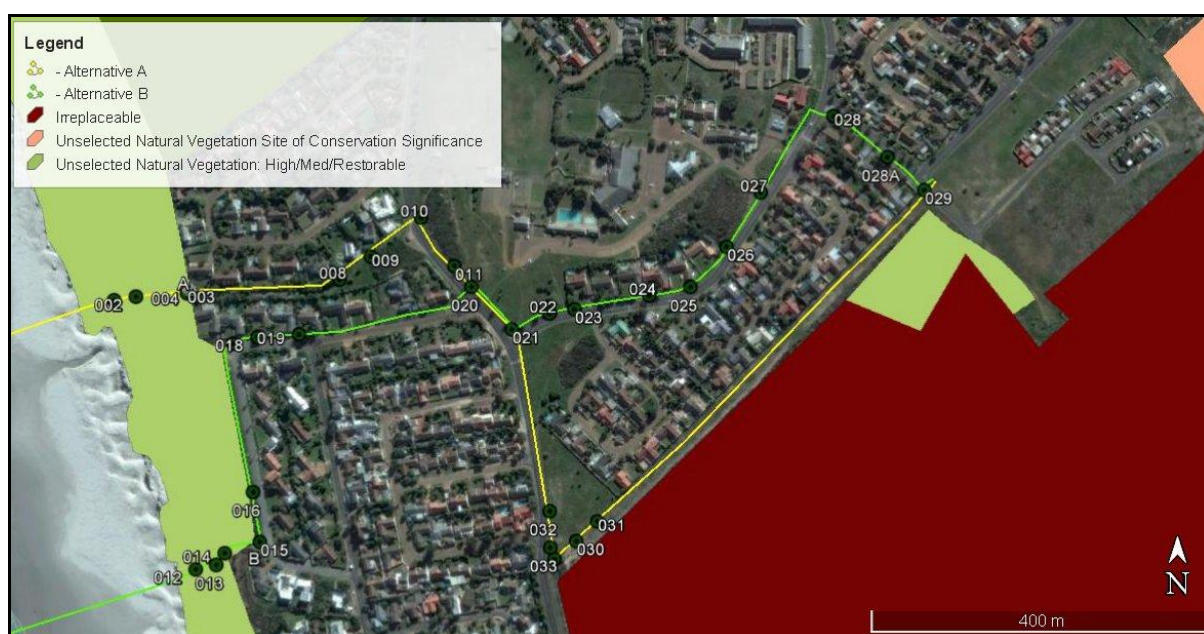 Legend
- Alternative A
- Alternative B
Irreplaceable
Unselected Natural Vegetation Site of Conservation Significance
Unselected Natural Vegetation: High/Med/Restorable
028
028A
029
027
010
009
008
011
026
A
002
004
003
024
025
020
022
023
021
018
019
016
032
031
015
014
B
030
033
012
013
N
400 m